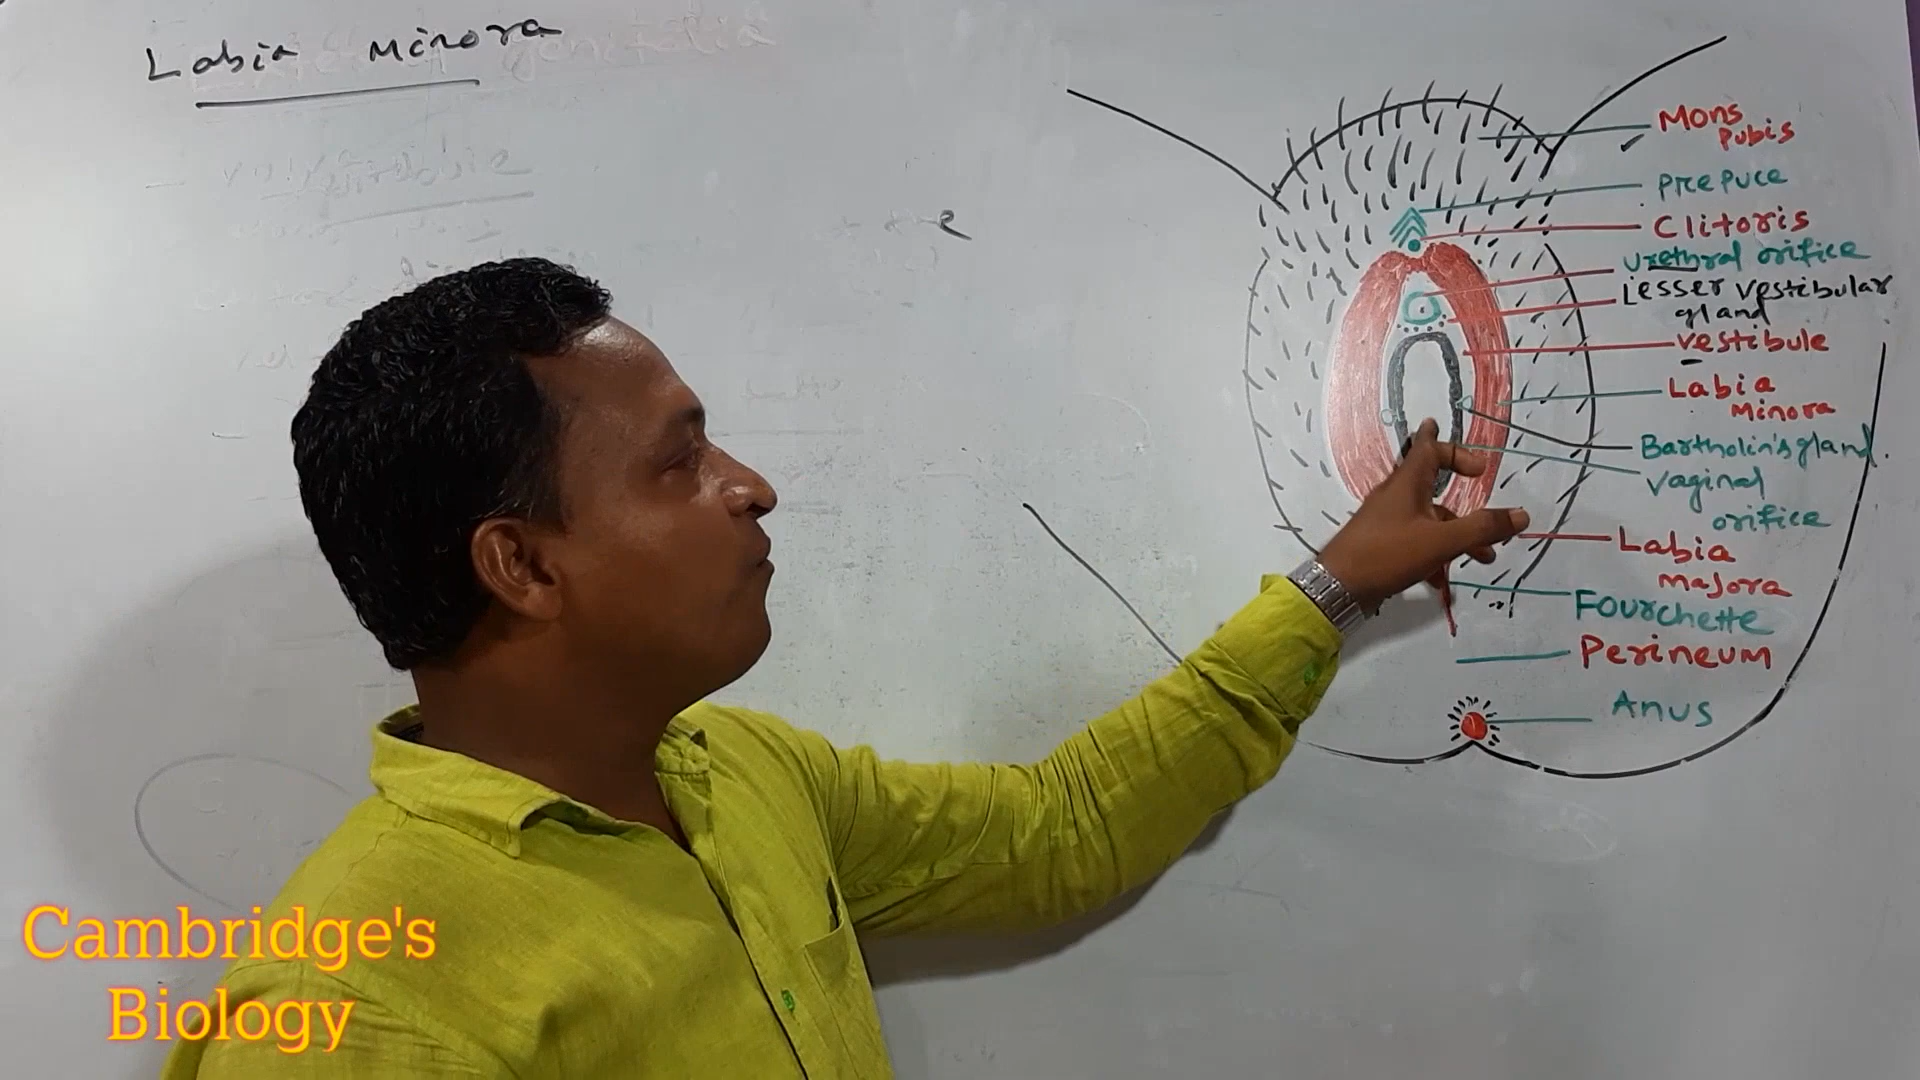 Labia Minora
Mons
Pubis
Prepuce
Clitoris
Urethral orifice
Lesser vestibular
gland
Vestibule
Labia
Minora
Bartholin's gland.
Vaginal
orifice
Labia
Majora
Fourchette
Perineum
Anus
Cambridge's
Biology